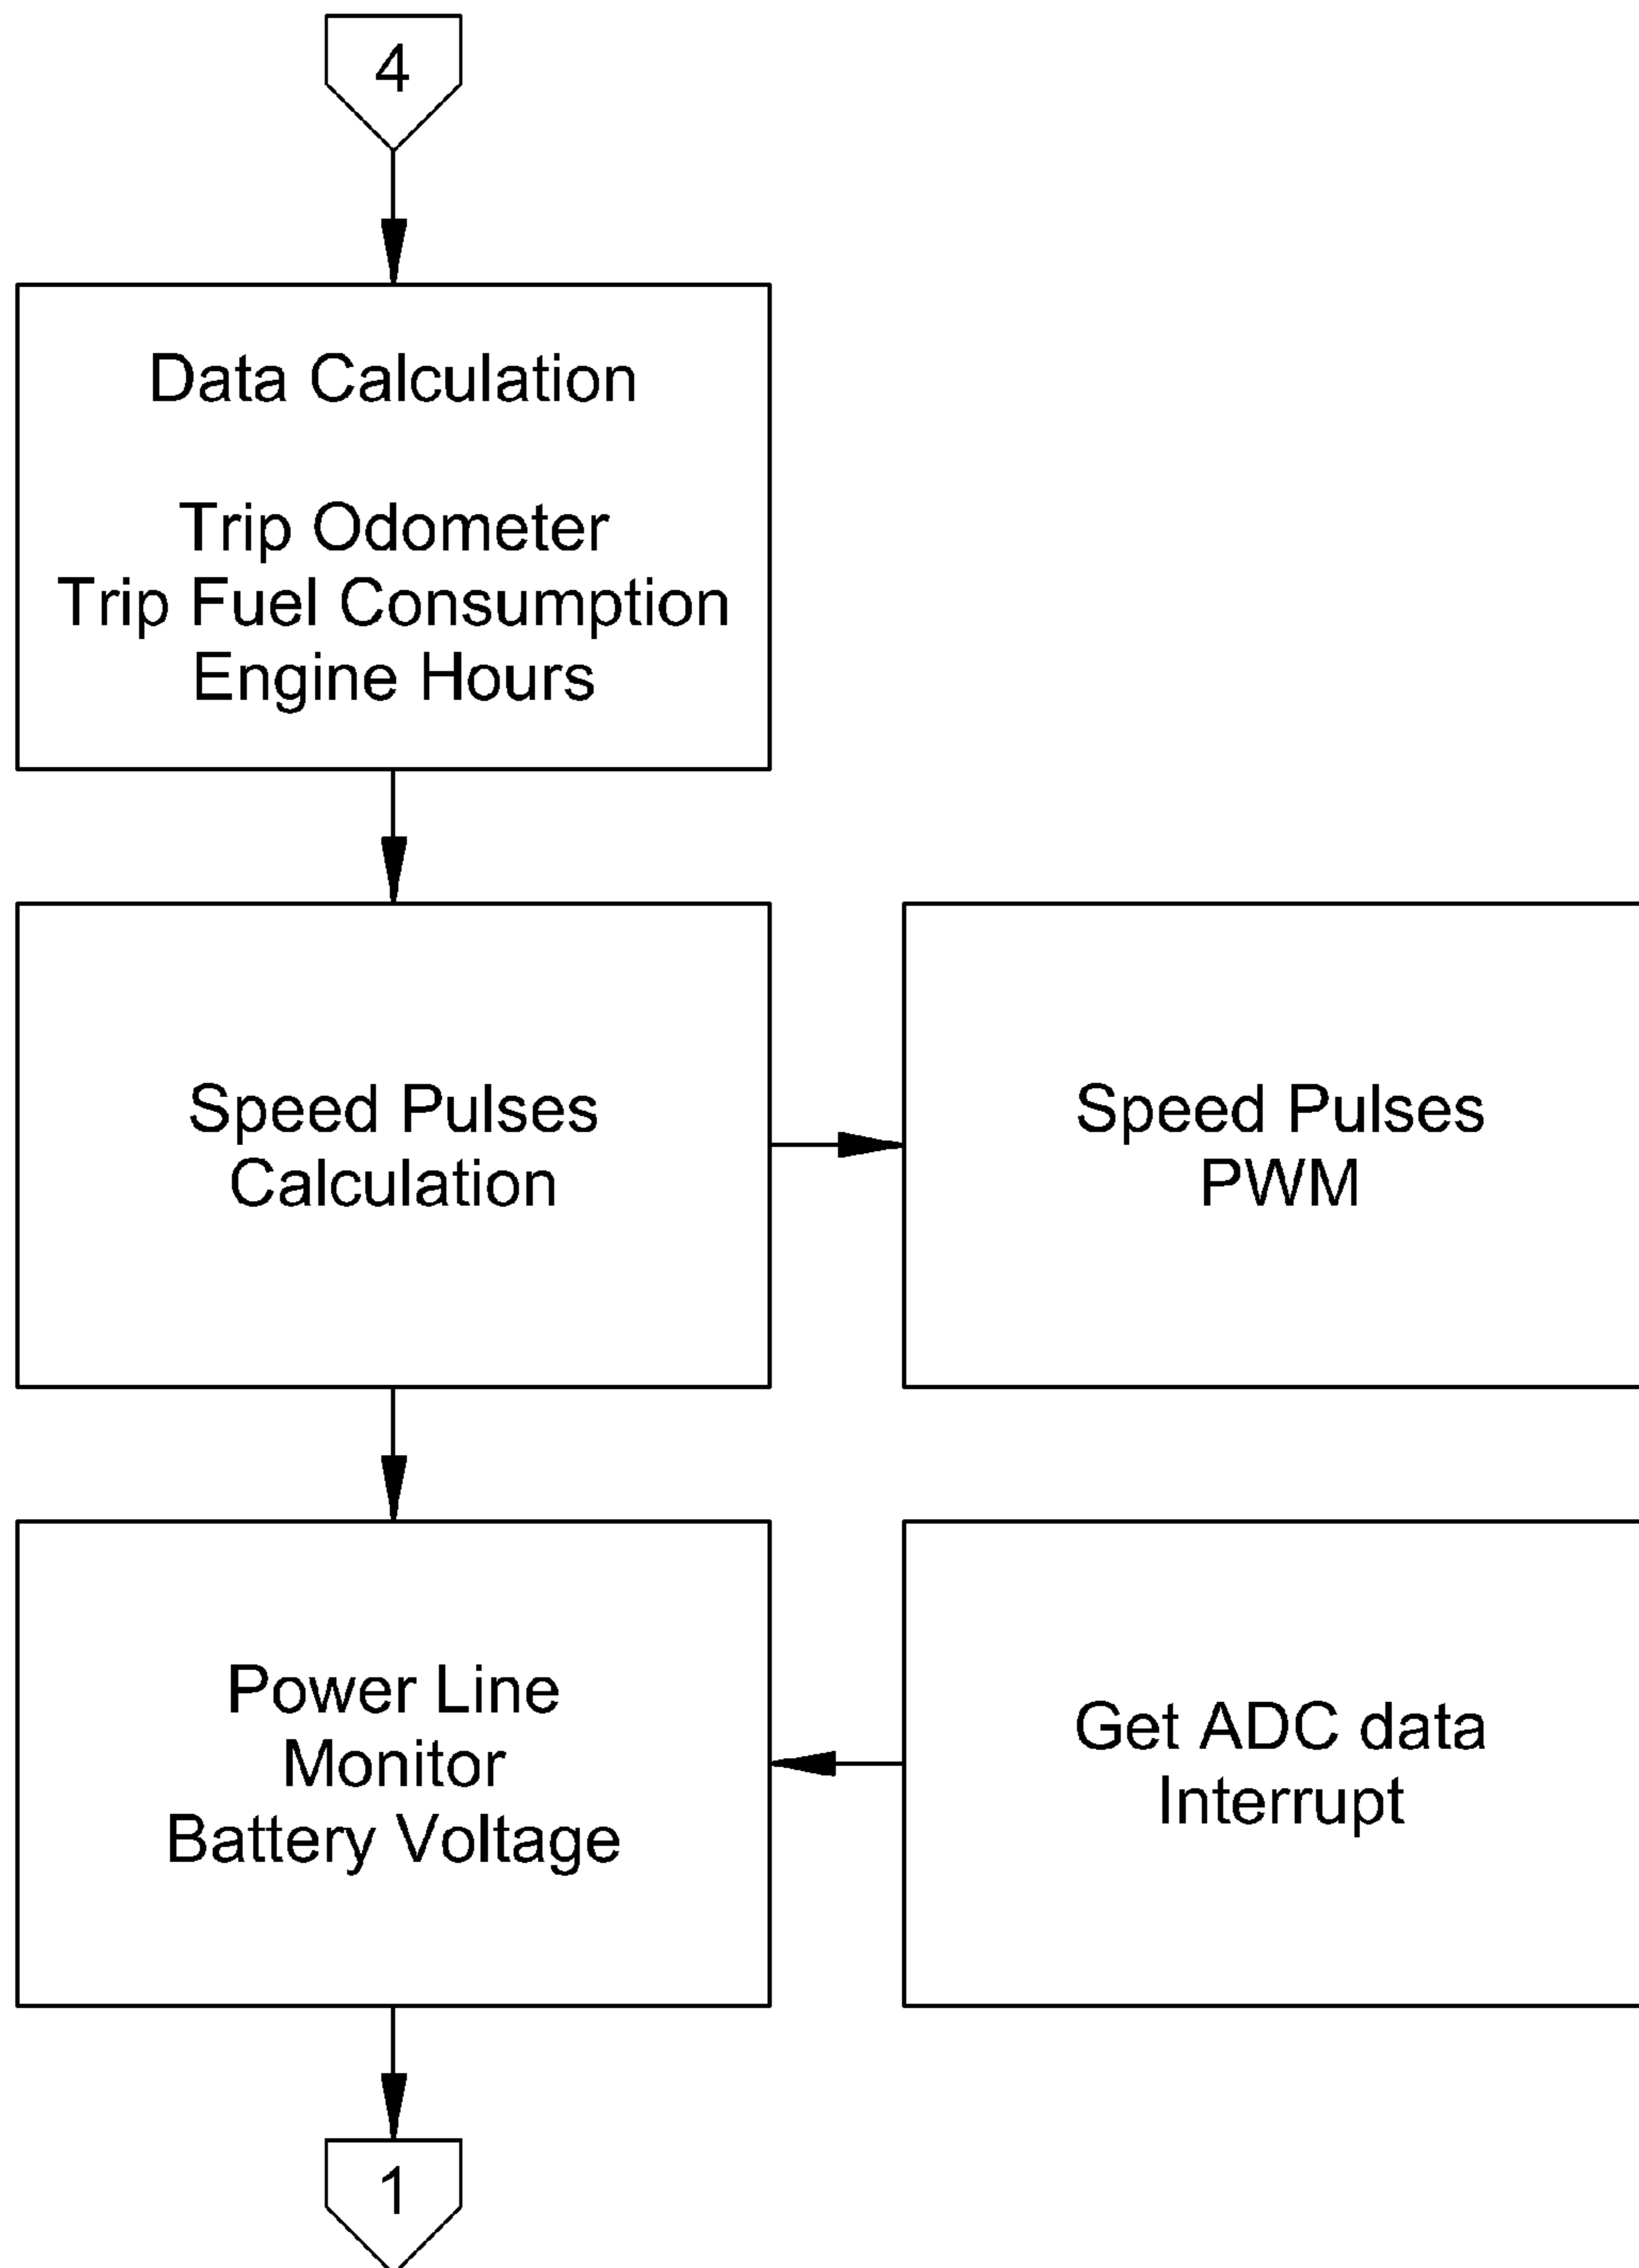 4
Data Calculation
Trip Odometer
Trip Fuel Consumption
Engine Hours
Speed Pulses
Calculation
Speed Pulses
PWM
Power Line
Monitor
Battery Voltage
Get ADC data
Interrupt
1